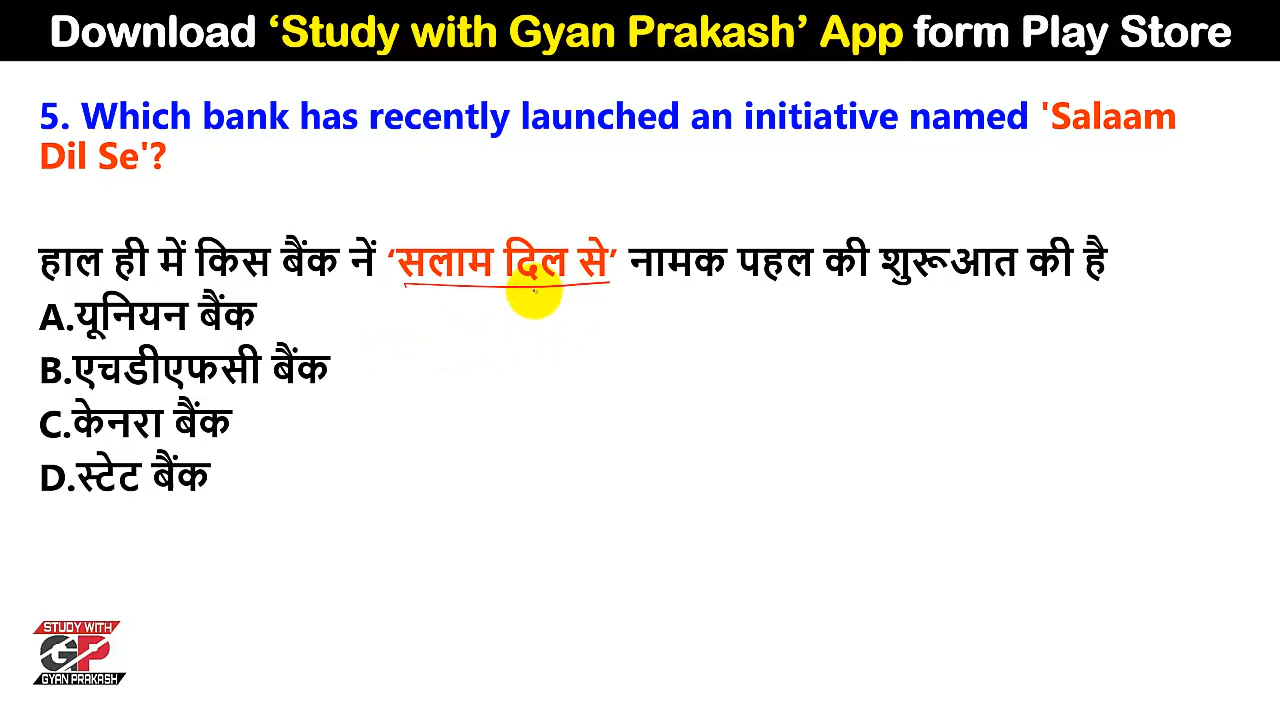 Download ‘Study with Gyan Prakash’ App form Play Store
5. Which bank has recently launched an initiative named 'Salaam
Dil Se'?
हाल ही में किस बैंक नें ‘सलाम दिल से’ नामक पहल की शुरूआत की है
A.यूनियन बैंक
B.एचडीएफसी बैंक
C.केनरा बैंक
D.स्टेट बैंक
STUDY WITH
GP
GYAN PRAKASH